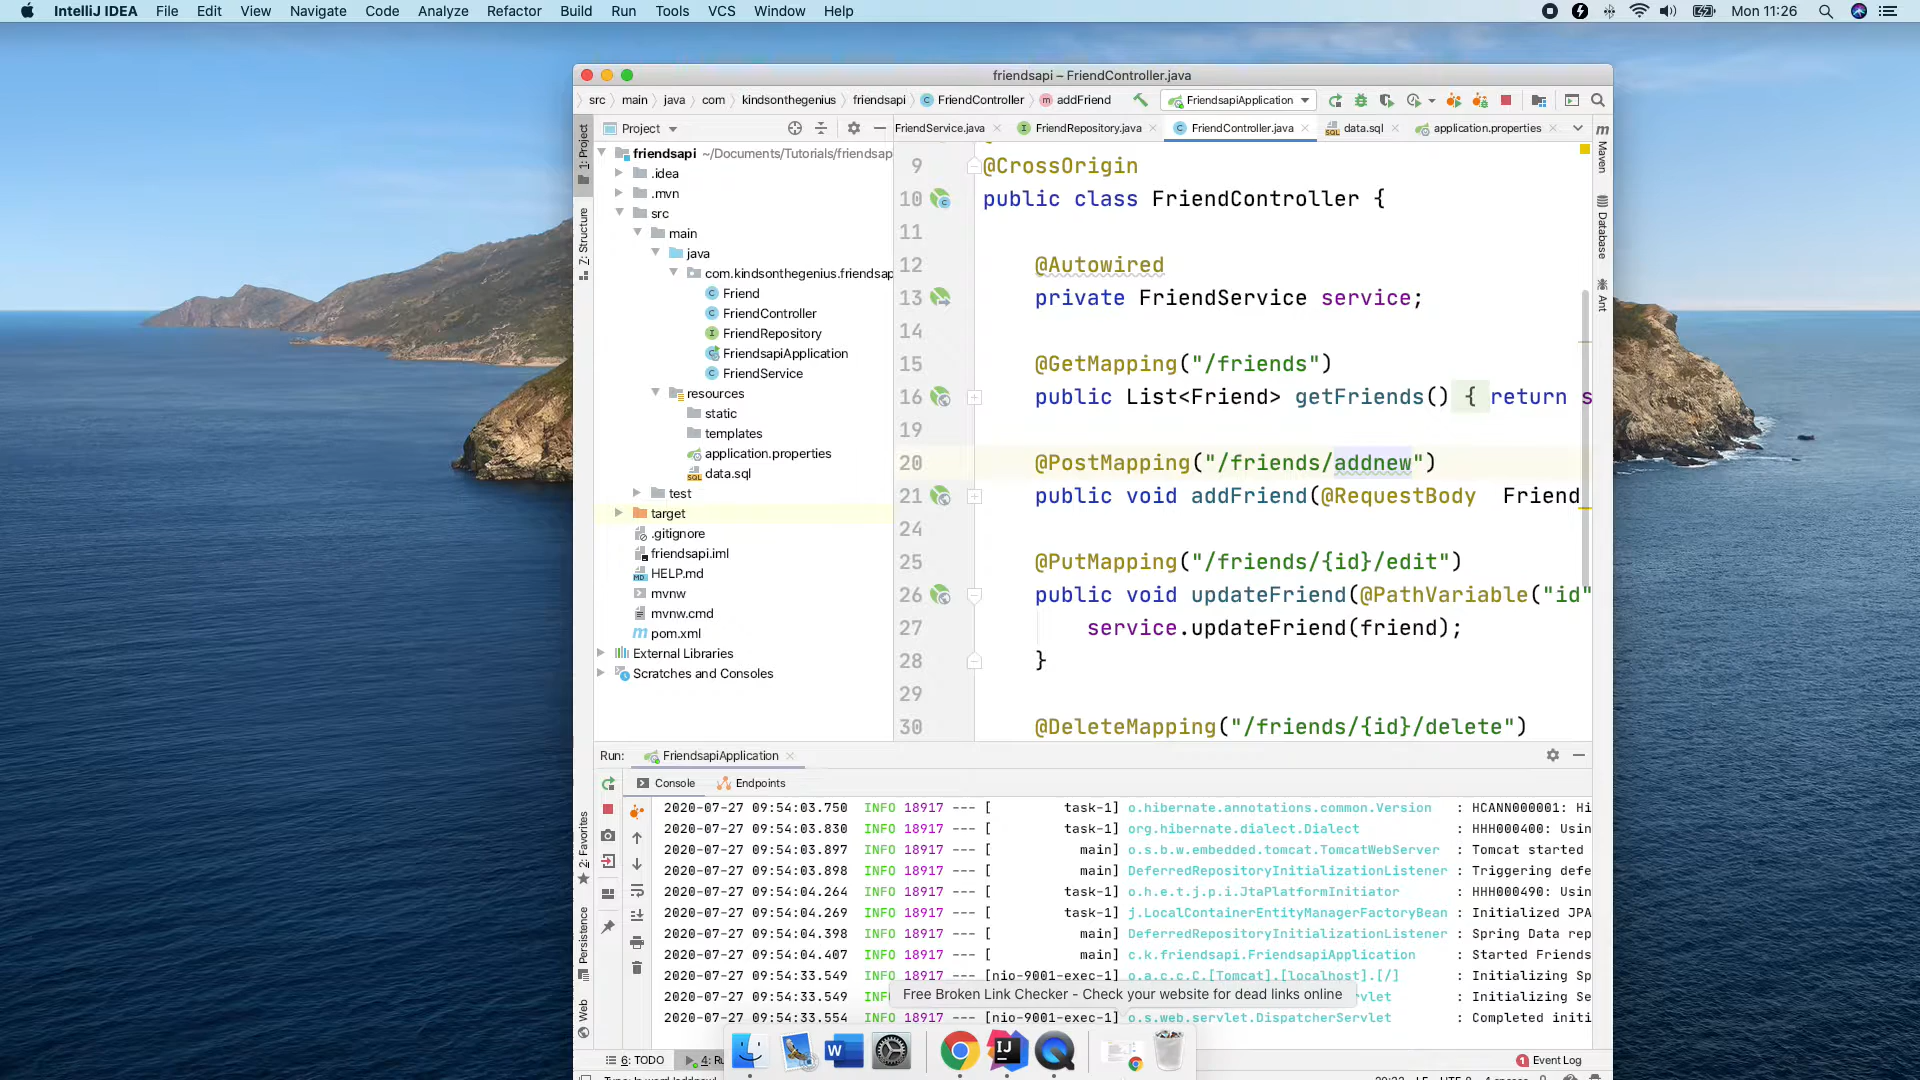 IntelliJ IDEA File Edit View Navigate Code Analyze Refactor Build Run Tools VCS Window Help Mon 11:26
friendsapi – FriendController.java
src main java com kindsonthegenius friendsapi FriendController addFriend FriendsapiApplication
1: Project
Project
FriendService.java FriendRepository.java FriendController.java data.sql application.properties
friendsapi ~/Documents/Tutorials/friendsap
.idea
.mvn
src
main
java
com.kindsonthegenius.friendsap
Friend
FriendController
FriendRepository
FriendsapiApplication
FriendService
resources
static
templates
application.properties
data.sql
test
target
.gitignore
friendsapi.iml
HELP.md
mvnw
mvnw.cmd
pom.xml
External Libraries
Scratches and Consoles
7: Structure
9 @CrossOrigin
10 public class FriendController {
11
12 @Autowired
13 private FriendService service;
14
15 @GetMapping("/friends")
16 public List<Friend> getFriends() { return s
19
20 @PostMapping("/friends/addnew")
21 public void addFriend(@RequestBody Friend
24
25 @PutMapping("/friends/{id}/edit")
26 public void updateFriend(@PathVariable("id"
27 service.updateFriend(friend);
28 }
29
30 @DeleteMapping("/friends/{id}/delete")
Maven
Database
Ant
Run: FriendsapiApplication
Console Endpoints
2020-07-27 09:54:03.750 INFO 18917 --- [ task-1] o.hibernate.annotations.common.Version : HCANN000001: Hi
2020-07-27 09:54:03.830 INFO 18917 --- [ task-1] org.hibernate.dialect.Dialect : HHH000400: Usin
2020-07-27 09:54:03.897 INFO 18917 --- [ main] o.s.b.w.embedded.tomcat.TomcatWebServer : Tomcat started
2020-07-27 09:54:03.898 INFO 18917 --- [ main] DeferredRepositoryInitializationListener : Triggering defe
2020-07-27 09:54:04.264 INFO 18917 --- [ task-1] o.h.e.t.j.p.i.JtaPlatformInitiator : HHH000490: Usin
2020-07-27 09:54:04.269 INFO 18917 --- [ task-1] j.LocalContainerEntityManagerFactoryBean : Initialized JPA
2020-07-27 09:54:04.398 INFO 18917 --- [ main] DeferredRepositoryInitializationListener : Spring Data rep
2020-07-27 09:54:04.407 INFO 18917 --- [ main] c.k.friendsapi.FriendsapiApplication : Started Friends
2020-07-27 09:54:33.549 INFO 18917 --- [nio-9001-exec-1] o.a.c.c.C.[Tomcat].[localhost].[/] : Initializing Sp
2020-07-27 09:54:33.549 INF vlet : Initializing Se
Free Broken Link Checker - Check your website for dead links online
2020-07-27 09:54:33.554 INFO 18917 --- [nio-9001-exec-1] o.s.web.servlet.DispatcherServlet : Completed initi
2: Favorites
Persistence
Web
6: TODO 4: Ru Event Log